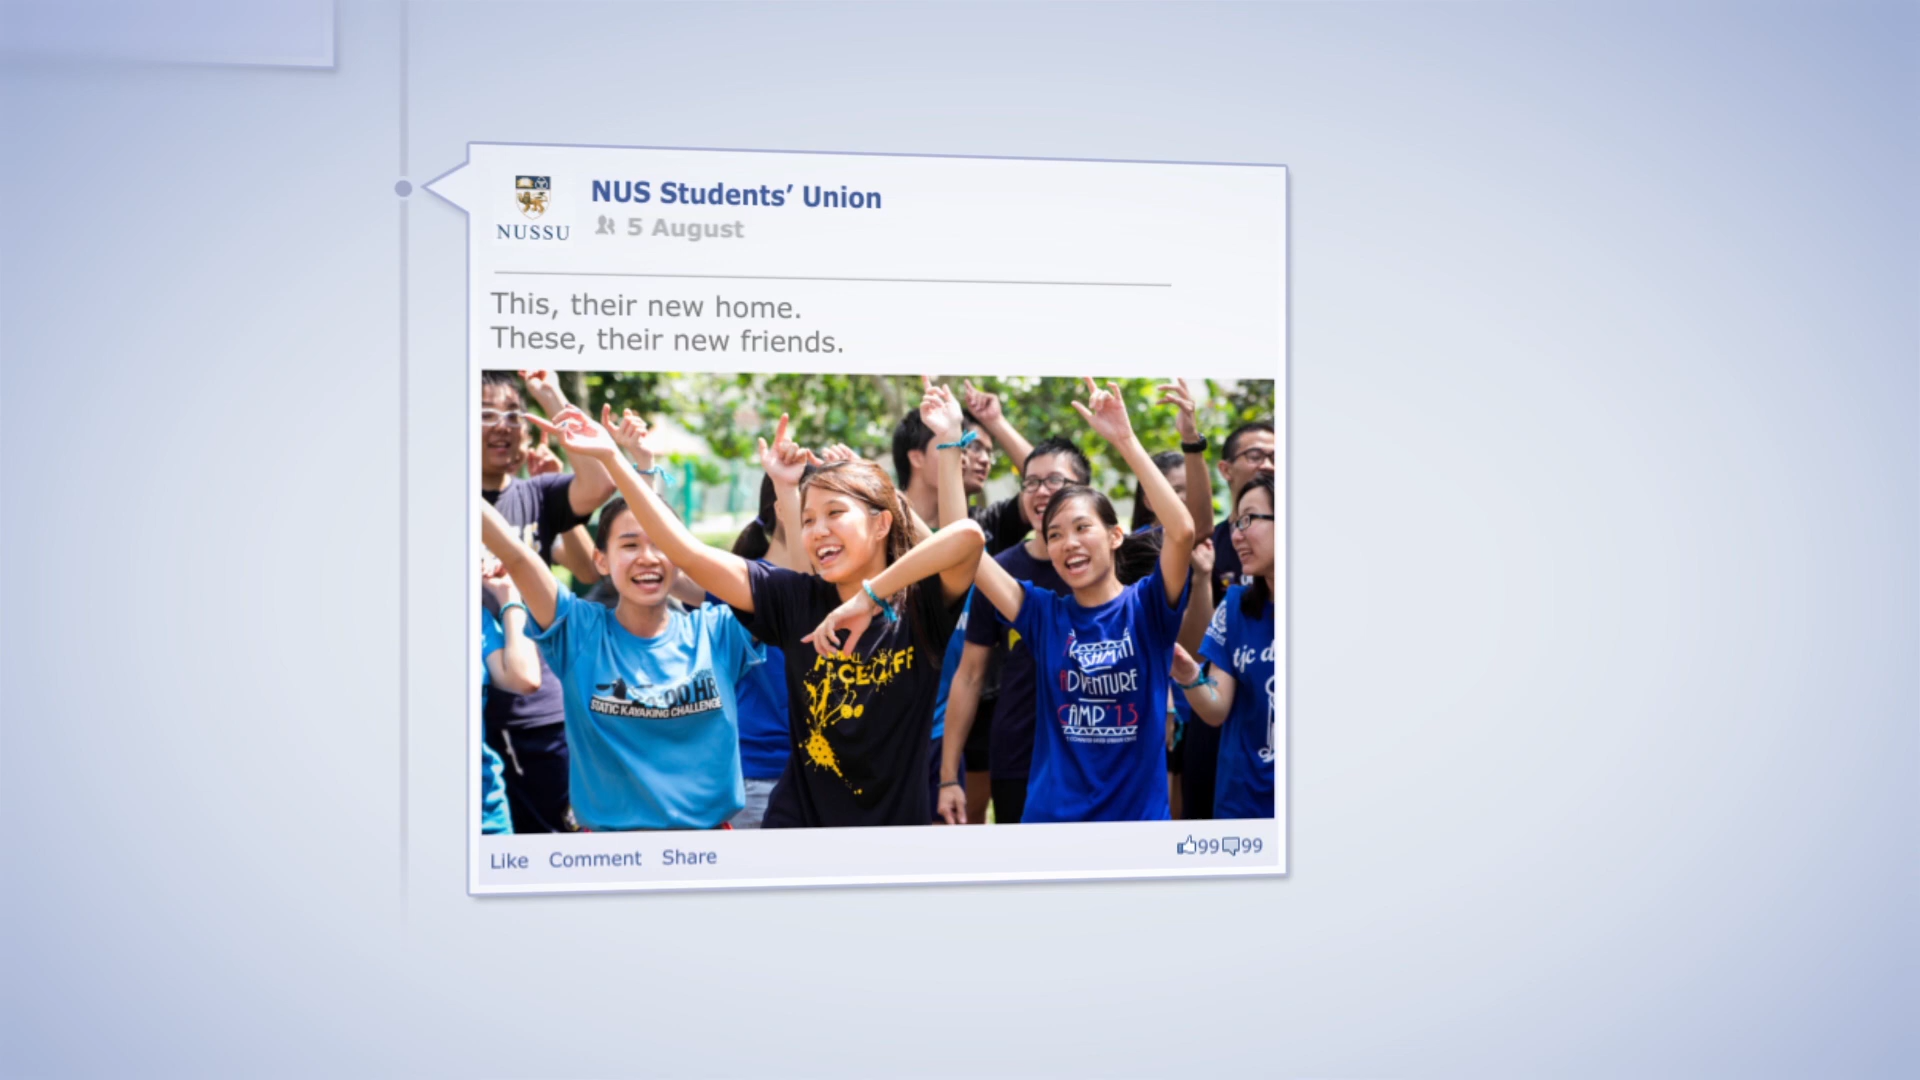 NUSSU
NUS Students’ Union
5 August
This, their new home.
These, their new friends.
STATIC KAYAKING CHALLENGE
ADVENTURE
CAMP '13
tjc d
Like Comment Share
99 99